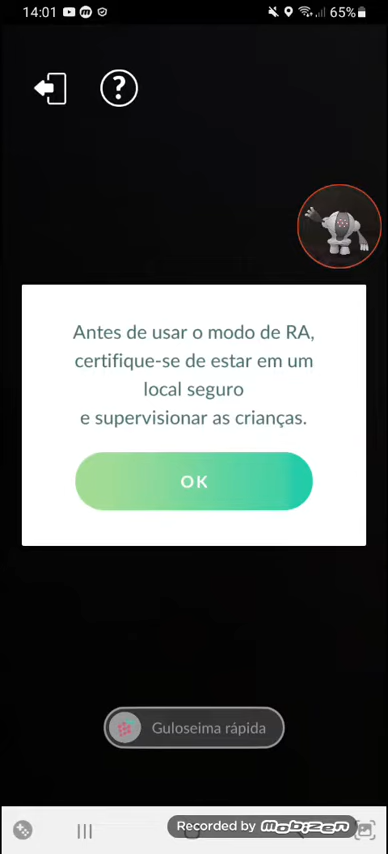 14:01
65%
?
Antes de usar o modo de RA,
certifique-se de estar em um
local seguro
e supervisionar as crianças.
OK
Guloseima rápida
Recorded by mobizen